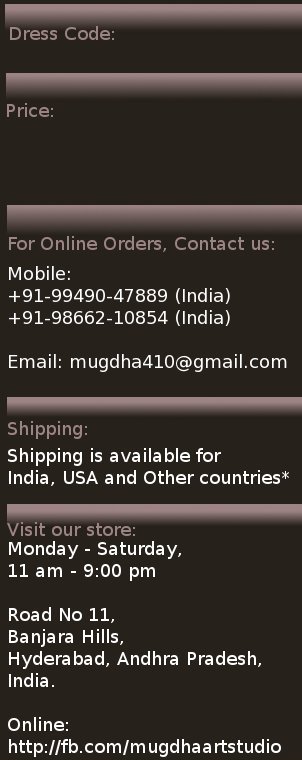 Dress Code:
Price:
For Online Orders, Contact us:
Mobile:
+91-99490-47889 (India)
+91-98662-10854 (India)
Email: mugdha410@gmail.com
Shipping:
Shipping is available for
India, USA and Other countries*
Visit our store:
Monday - Saturday,
11 am - 9:00 pm
Road No 11,
Banjara Hills,
Hyderabad, Andhra Pradesh,
India.
Online:
http://fb.com/mugdhaartstudio